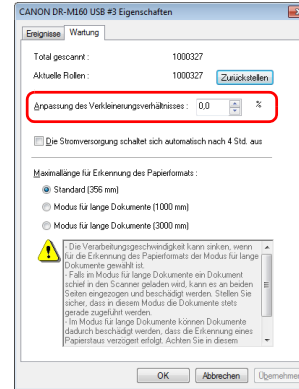 CANON DR-M160 USB #3 Eigenschaften
Ereignisse Wartung
Total gescannt : 1000327
Aktuelle Rollen : 1000327 Zurückstellen
Anpassung des Verkleinerungsverhältnisses : 0,0 %
Die Stromversorgung schaltet sich automatisch nach 4 Std. aus
Maximallänge für Erkennung des Papierformats :
Standard (356 mm)
Modus für lange Dokumente (1000 mm)
Modus für lange Dokumente (3000 mm)
- Die Verarbeitungsgeschwindigkeit kann sinken, wenn
für die Erkennung des Papierformats der Modus für lange
Dokumente gewählt ist.
- Falls im Modus für lange Dokumente ein Dokument
schief in den Scanner geladen wird, kann es an beiden
Seiten eingezogen und beschädigt werden. Stellen Sie
sicher, dass in diesem Modus die Dokumente stets
gerade zugeführt werden.
- Im Modus für lange Dokumente können Dokumente
dadurch beschädigt werden, dass die Erkennung eines
Papierstaus verzögert erfolgt. Achten Sie in diesem
OK Abbrechen Übernehmen